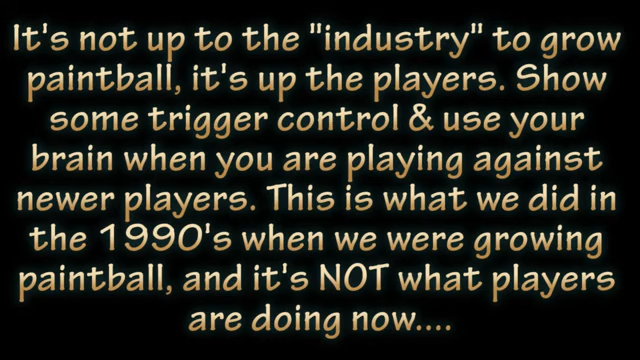 It's not up to the "industry" to grow
paintball, it's up the players. Show
some trigger control & use your
brain when you are playing against
newer players. This is what we did in
the 1990's when we were growing
paintball, and it's NOT what players
are doing now....